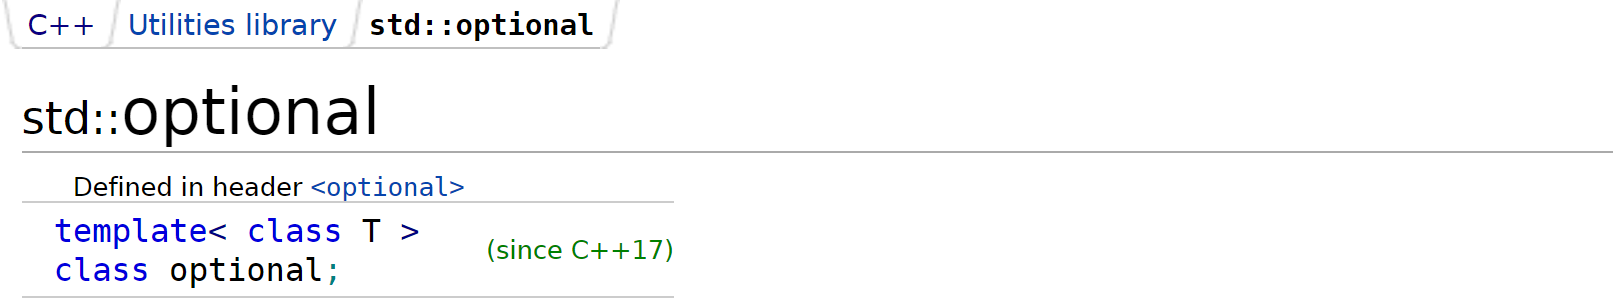 C++ Utilities library std::optional
std::optional
Defined in header <optional>
template< class T >
class optional;
(since C++17)